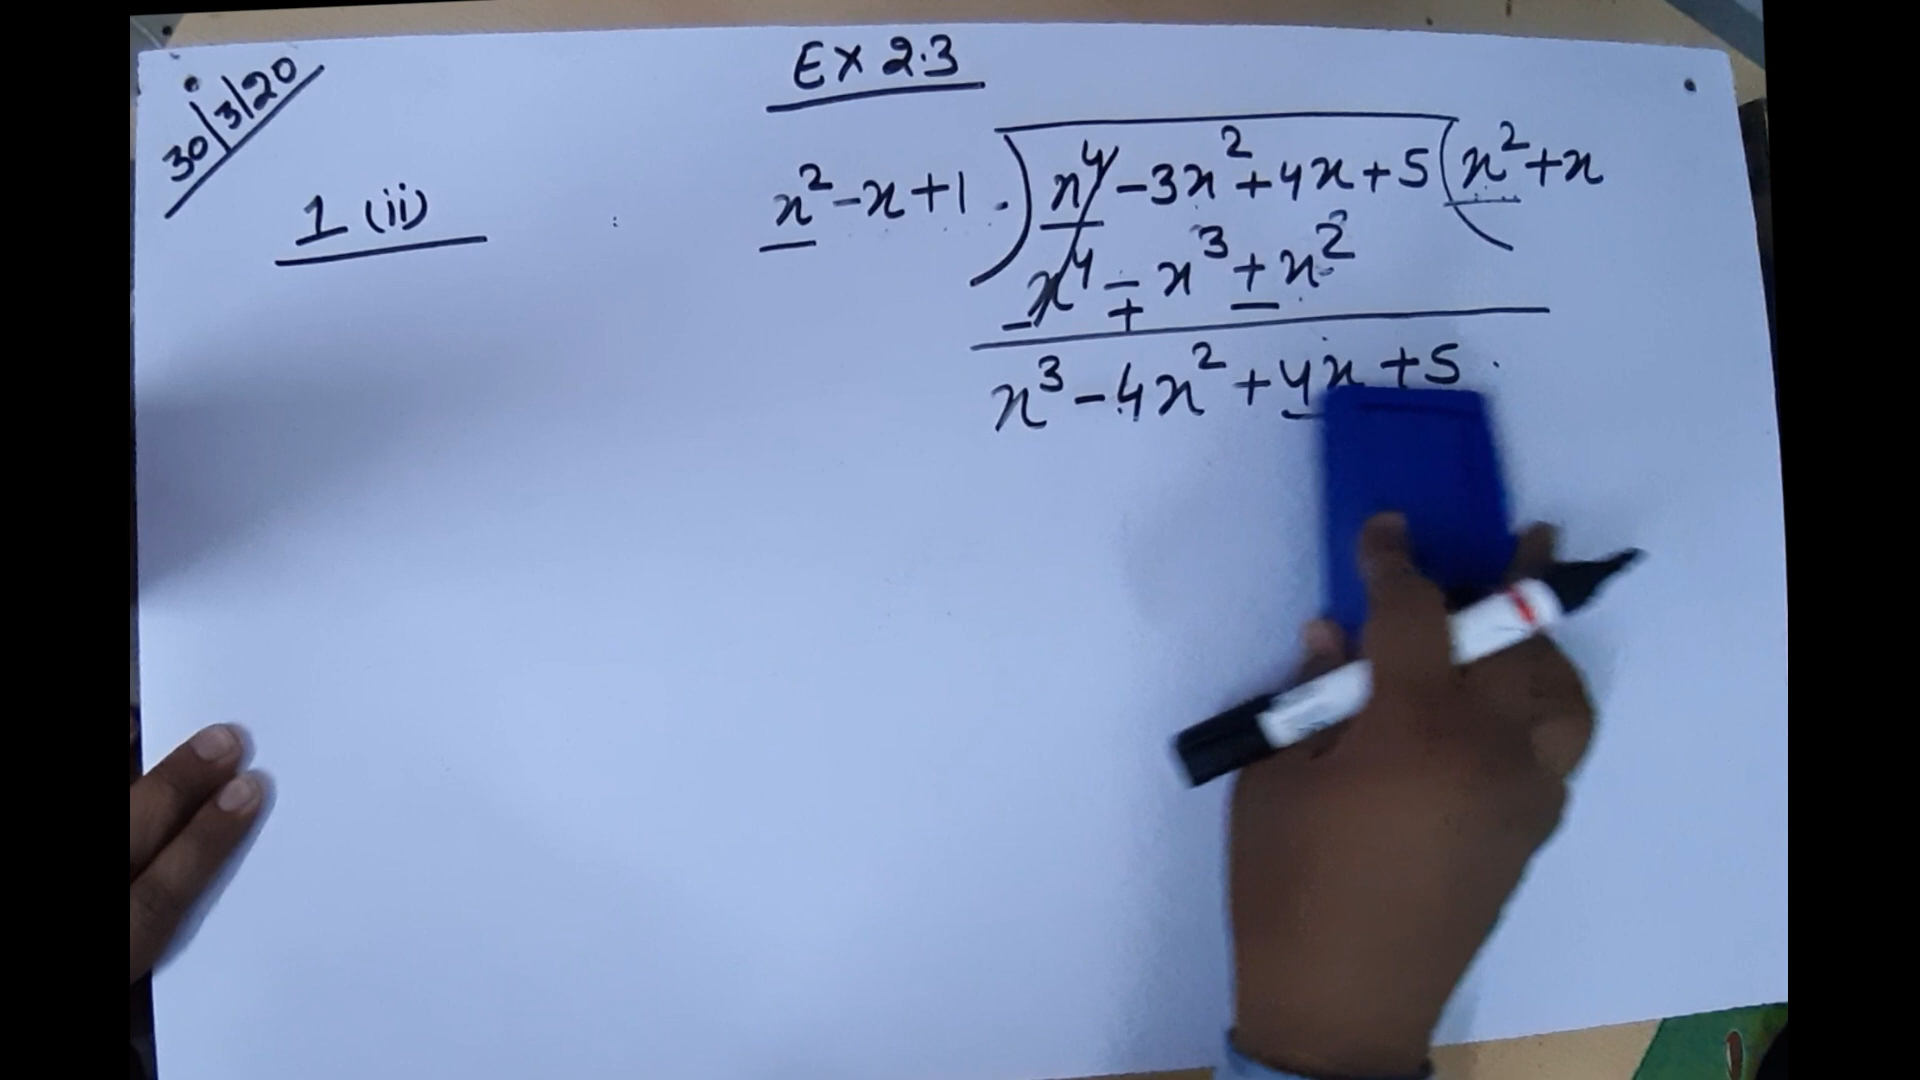 30/3/20
EX 2.3
1 (ii)
x²-x+1 ) x⁴-3x²+4x+5 ( x²+x
x⁴-x³+x²
- + -
x³-4x²+4x+5